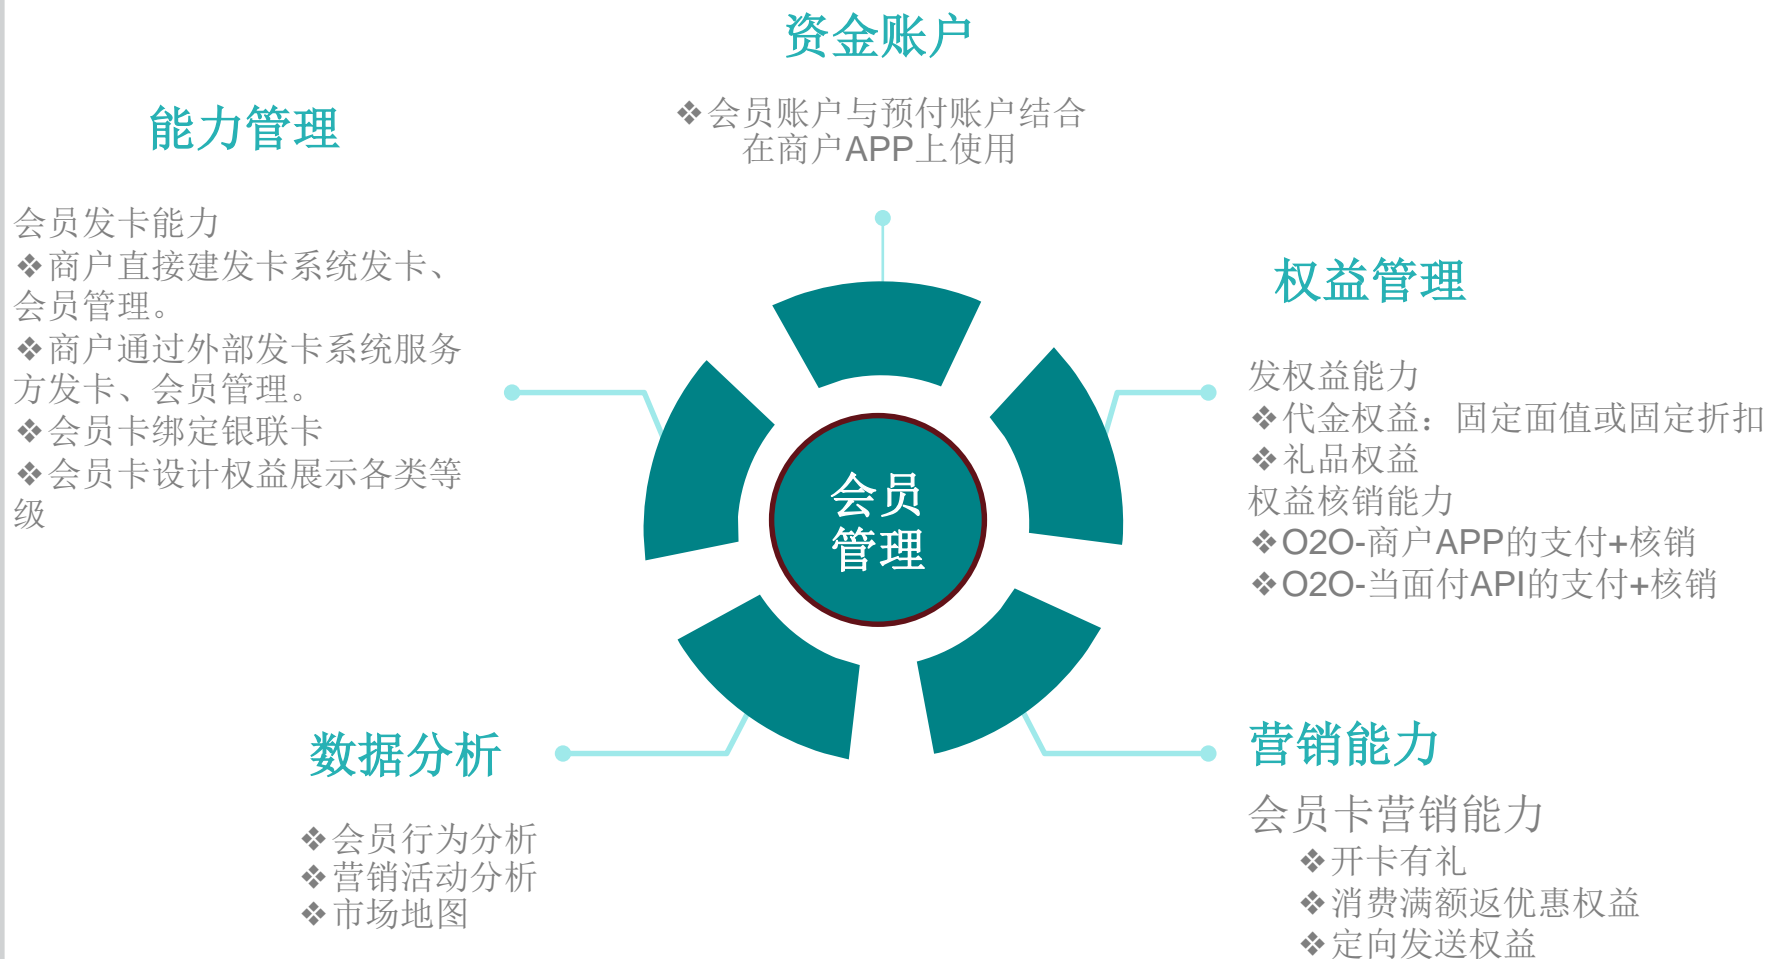 资金账户
❖会员账户与预付账户结合
在商户APP上使用
能力管理
会员发卡能力
❖商户直接建发卡系统发卡、
会员管理。
❖商户通过外部发卡系统服务
方发卡、会员管理。
❖会员卡绑定银联卡
❖会员卡设计权益展示各类等
级
权益管理
发权益能力
❖代金权益：固定面值或固定折扣
❖礼品权益
权益核销能力
❖O2O-商户APP的支付+核销
❖O2O-当面付API的支付+核销
会员
管理
数据分析
❖会员行为分析
❖营销活动分析
❖市场地图
营销能力
会员卡营销能力
❖开卡有礼
❖消费满额返优惠权益
❖定向发送权益